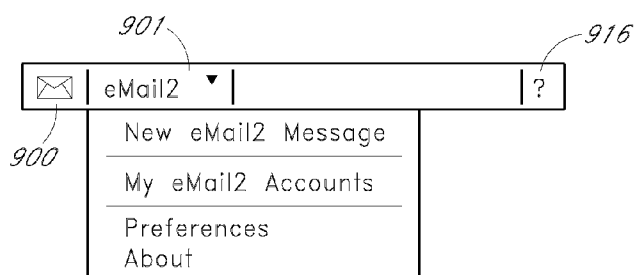 901
916
eMail2 ▼ ?
900
New eMail2 Message
My eMail2 Accounts
Preferences
About